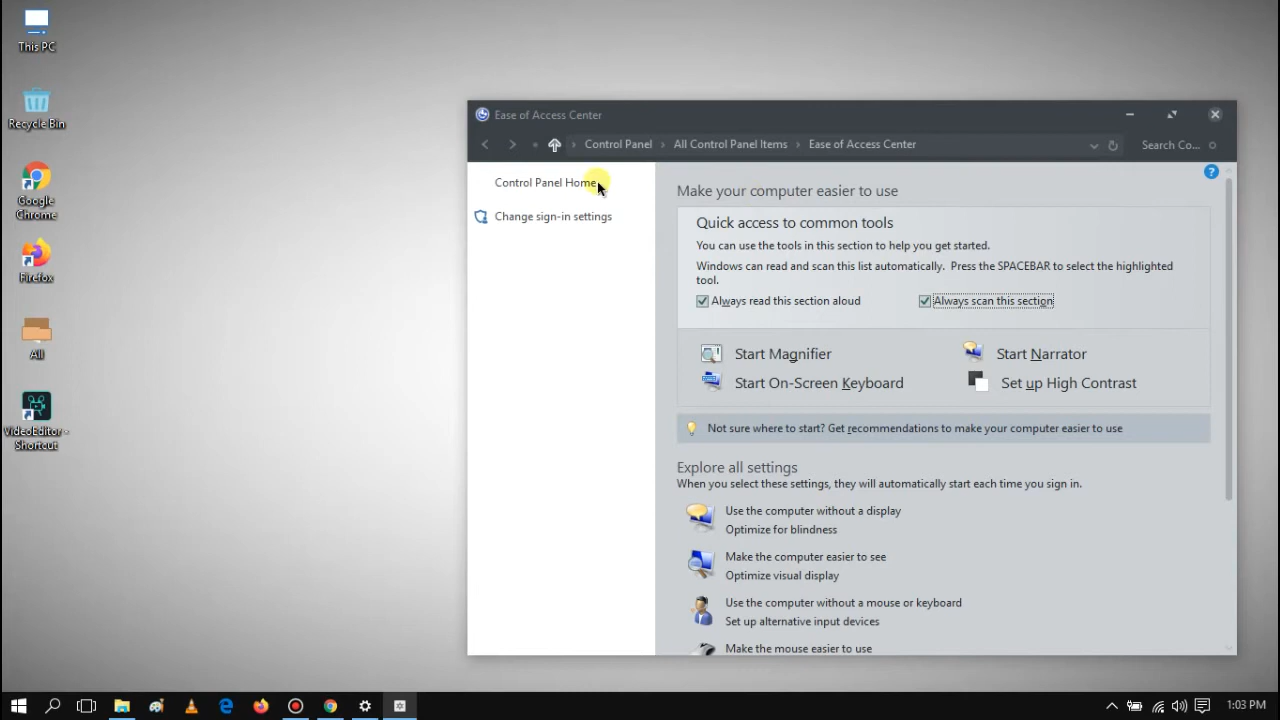 This PC
Recycle Bin
Google
Chrome
Firefox
All
VideoEditor -
Shortcut
Ease of Access Center
Control Panel
All Control Panel Items
Ease of Access Center
Search Co...
Control Panel Home
Change sign-in settings
?
Make your computer easier to use
Quick access to common tools
You can use the tools in this section to help you get started.
Windows can read and scan this list automatically. Press the SPACEBAR to select the highlighted
tool.
Always read this section aloud
Always scan this section
Start Magnifier
Start Narrator
Start On-Screen Keyboard
Set up High Contrast
Not sure where to start? Get recommendations to make your computer easier to use
Explore all settings
When you select these settings, they will automatically start each time you sign in.
Use the computer without a display
Optimize for blindness
Make the computer easier to see
Optimize visual display
Use the computer without a mouse or keyboard
Set up alternative input devices
Make the mouse easier to use
1:03 PM